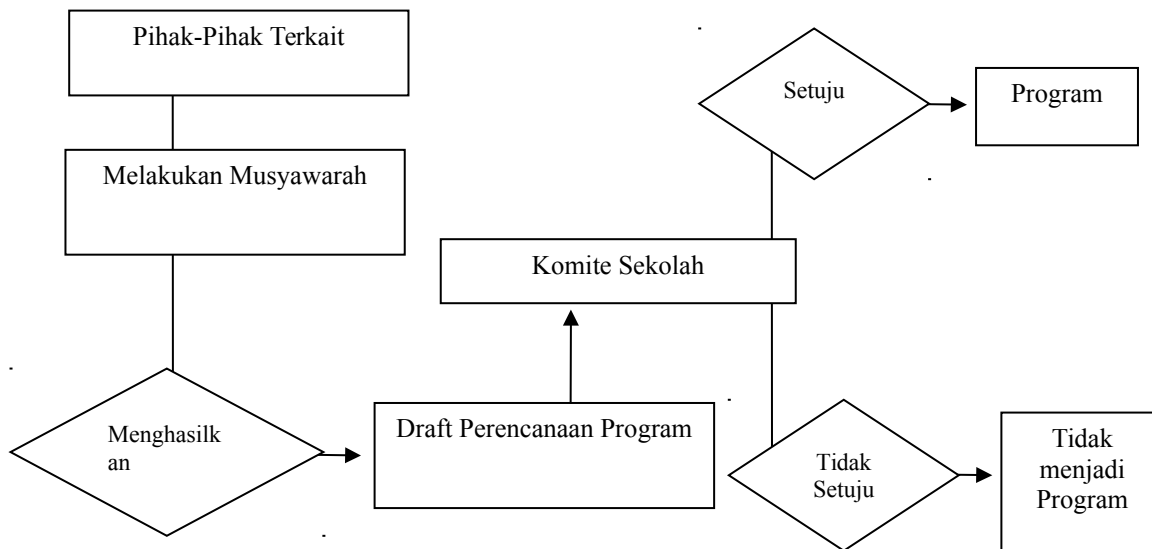 Pihak-Pihak Terkait
Melakukan Musyawarah
Menghasilk
an
Draft Perencanaan Program
Komite Sekolah
Setuju
Program
Tidak
Setuju
Tidak
menjadi
Program